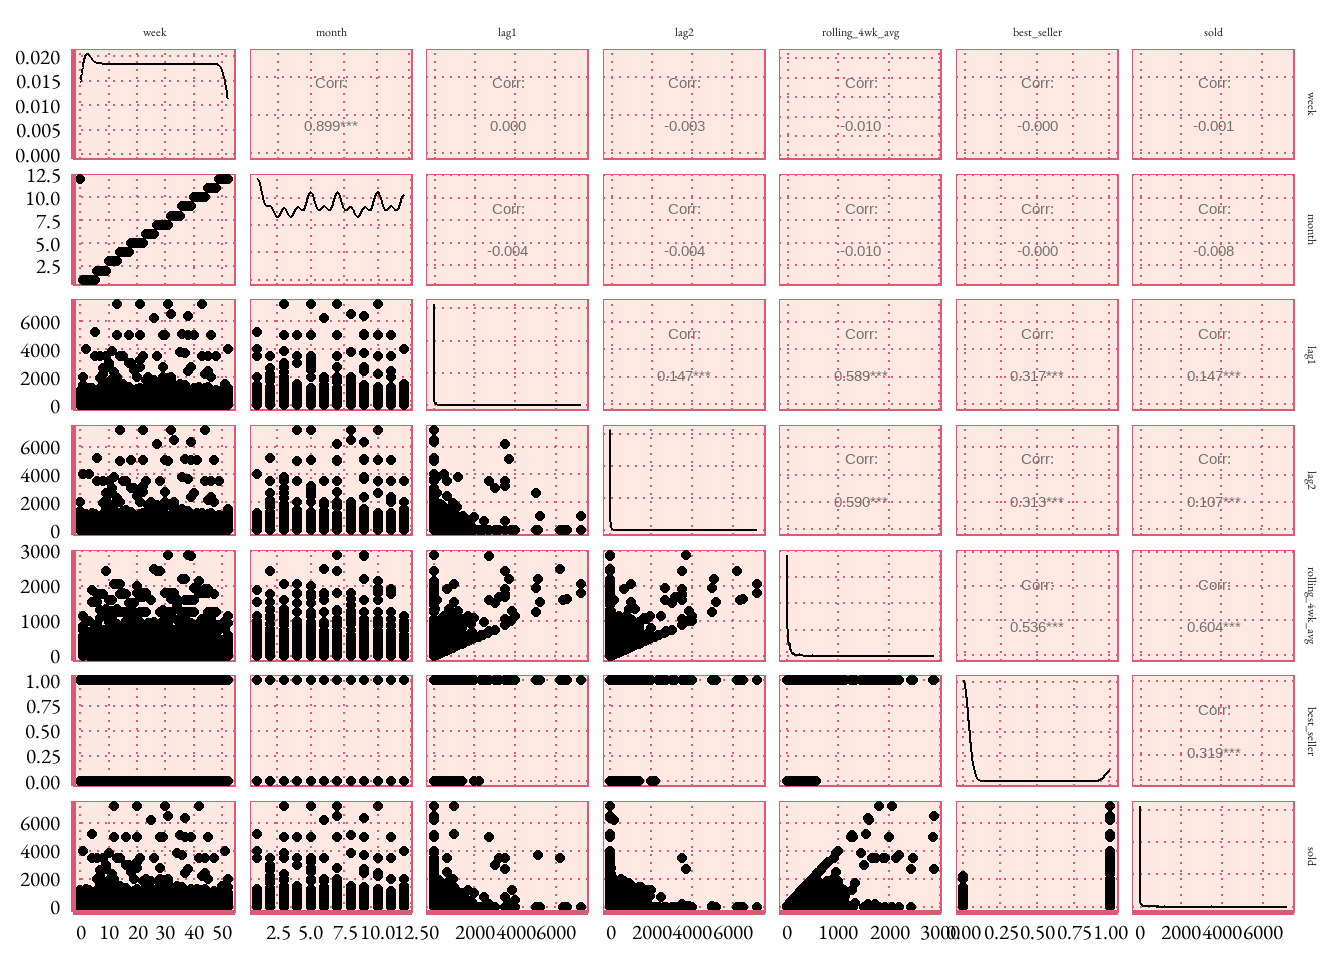 week month lag1 lag2 rolling_4wk_avg best_seller sold
0.020
0.015
0.010
0.005
0.000
Corr: Corr: Corr: Corr: Corr: Corr:
0.899*** 0.000 -0.003 -0.010 -0.000 -0.001
week
12.5
10.0
7.5
5.0
2.5
Corr: Corr: Corr: Corr: Corr:
-0.004 -0.004 -0.010 -0.000 -0.008
month
6000
4000
2000
0
Corr: Corr: Corr: Corr:
0.147*** 0.589*** 0.317*** 0.147***
lag1
6000
4000
2000
0
Corr: Corr: Corr:
0.590*** 0.313*** 0.107***
lag2
3000
2000
1000
0
Corr: Corr:
0.536*** 0.604***
rolling_4wk_avg
1.00
0.75
0.50
0.25
0.00
Corr:
0.319***
best_seller
6000
4000
2000
0
sold
0 10 20 30 40 50 2.5 5.0 7.5 10.0 12.5 0 2000 4000 6000 0 2000 4000 6000 0 1000 2000 3000 0.00 0.25 0.50 0.75 1.00 0 2000 4000 6000